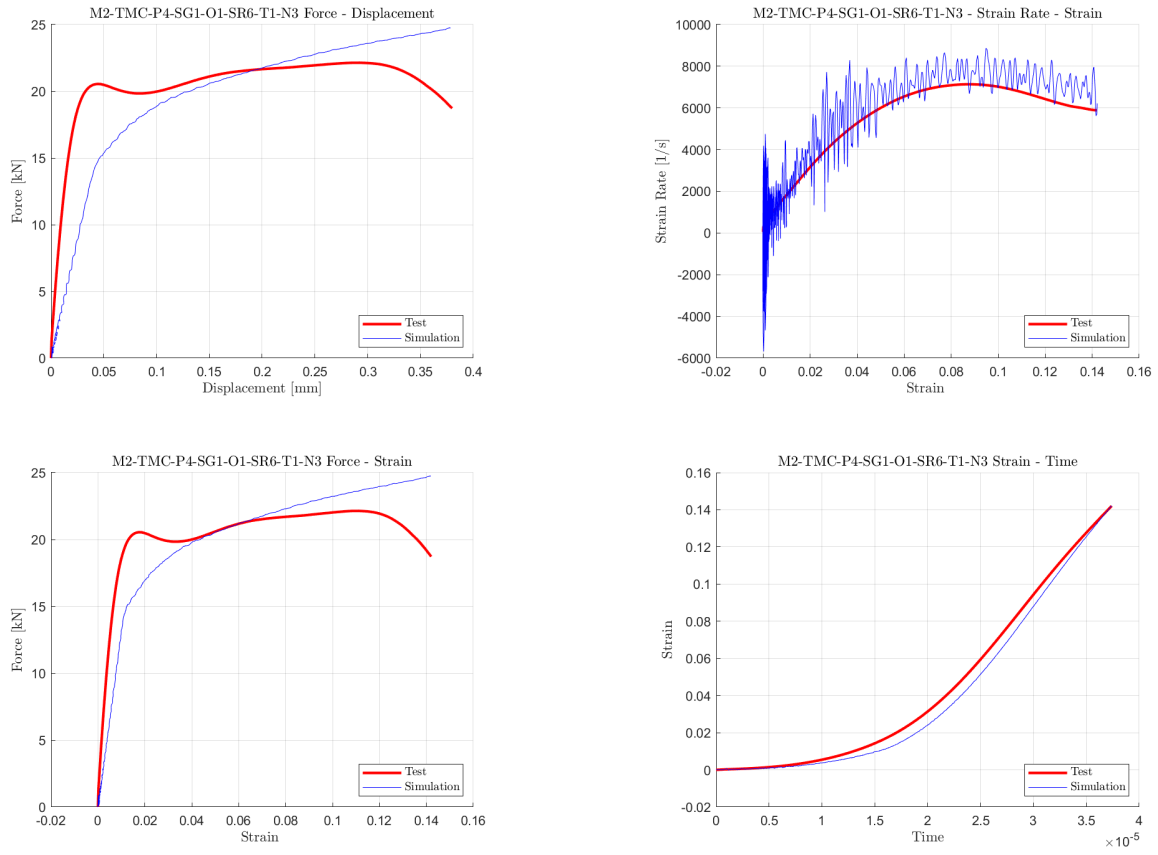 M2-TMC-P4-SG1-O1-SR6-T1-N3 Force - Displacement
25
20
15
10
5
0
Force [kN]
0 0.05 0.1 0.15 0.2 0.25 0.3 0.35 0.4
Displacement [mm]
Test
Simulation
M2-TMC-P4-SG1-O1-SR6-T1-N3 - Strain Rate - Strain
10000
8000
6000
4000
2000
0
-2000
-4000
-6000
Strain Rate [1/s]
-0.02 0 0.02 0.04 0.06 0.08 0.1 0.12 0.14 0.16
Strain
Test
Simulation
M2-TMC-P4-SG1-O1-SR6-T1-N3 Force - Strain
25
20
15
10
5
0
Force [kN]
-0.02 0 0.02 0.04 0.06 0.08 0.1 0.12 0.14 0.16
Strain
Test
Simulation
M2-TMC-P4-SG1-O1-SR6-T1-N3 Strain - Time
0.16
0.14
0.12
0.1
0.08
0.06
0.04
0.02
0
-0.02
Strain
0 0.5 1 1.5 2 2.5 3 3.5 4
×10⁻⁵
Time
Test
Simulation